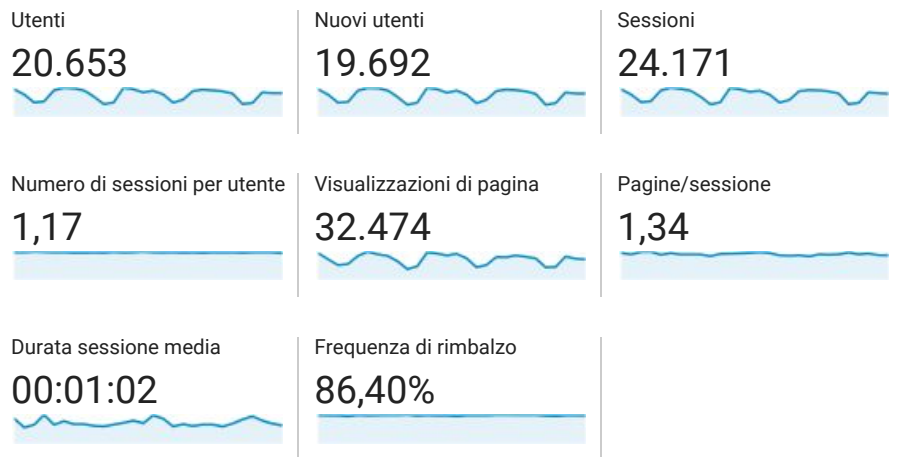 Utenti
20.653
Nuovi utenti
19.692
Sessioni
24.171
Numero di sessioni per utente
1,17
Visualizzazioni di pagina
32.474
Pagine/sessione
1,34
Durata sessione media
00:01:02
Frequenza di rimbalzo
86,40%